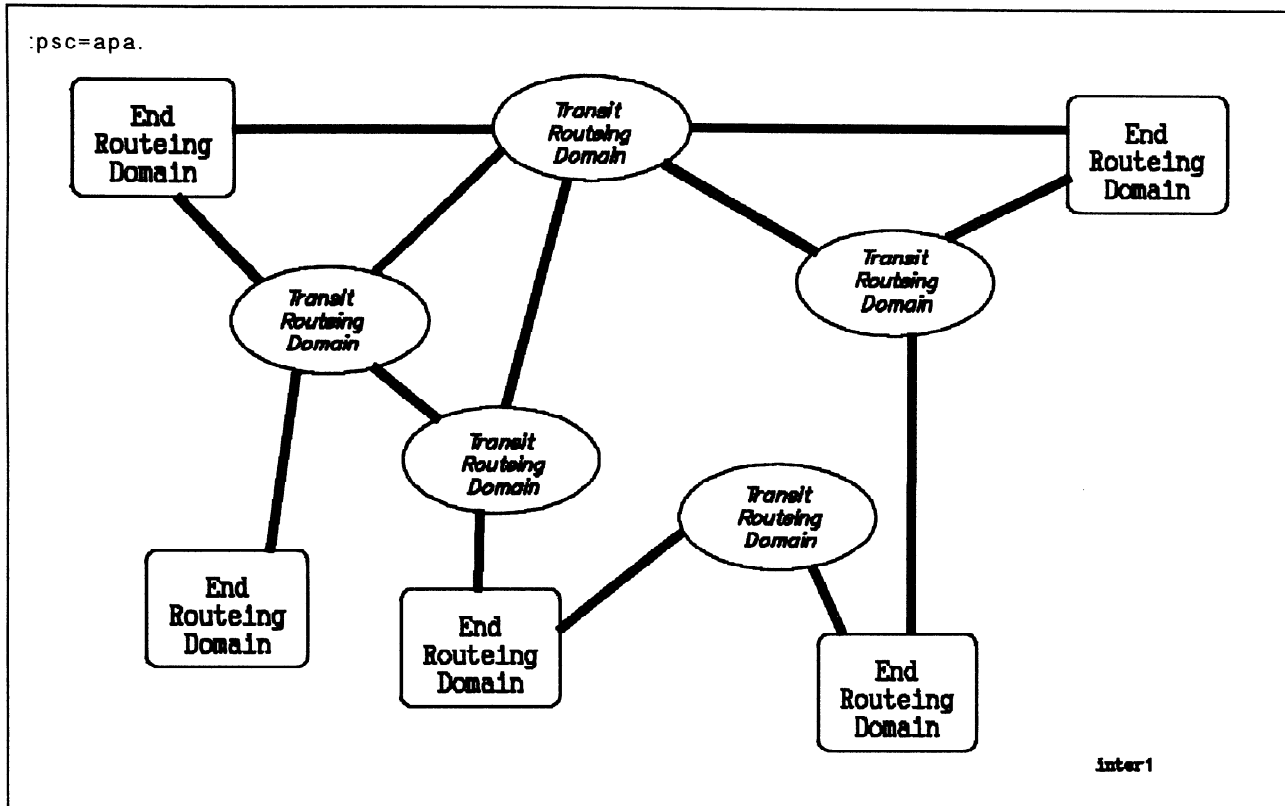 :psc=apa.
End
Routeing
Domain
Transit
Routeing
Domain
End
Routeing
Domain
Transit
Routeing
Domain
Transit
Routeing
Domain
Transit
Routeing
Domain
Transit
Routeing
Domain
End
Routeing
Domain
End
Routeing
Domain
End
Routeing
Domain
inter1